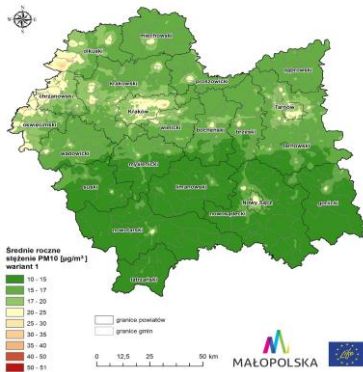 miechowski
olkuski
dąbrowski
proszowicki
krakowski
chrzanowski
Kraków
Tarnów
oświęcimski
wielicki
bocheński
brzeski
wadowicki
tarnowski
myślenicki
suski
limanowski
Nowy Sącz
gorlicki
nowosądecki
nowotarski
tatrzański
Średnie roczne
stężenie PM10 [µg/m³]
wariant 1
10 - 15
15 - 17
17 - 20
20 - 25
25 - 30
30 - 35
35 - 40
40 - 50
50 - 51
granice powiatów
granice gmin
0 12,5 25 50 km
MAŁOPOLSKA